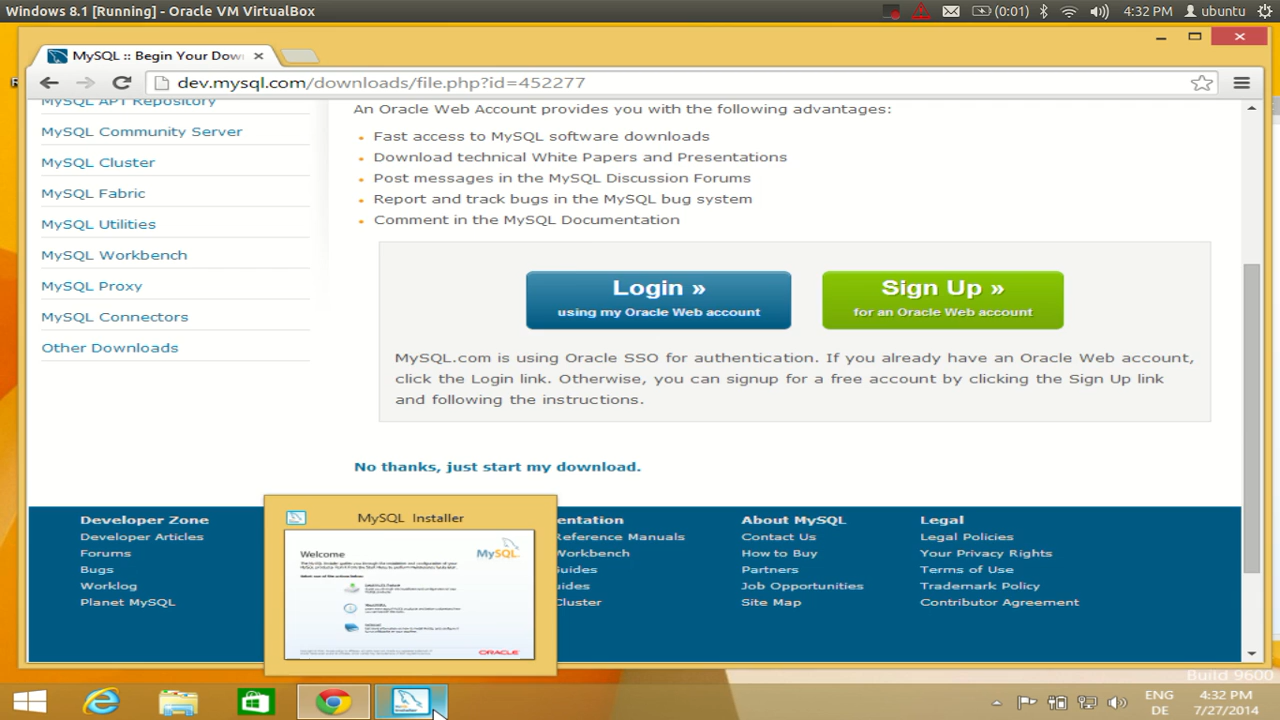 Windows 8.1 [Running] - Oracle VM VirtualBox
(0:01)
4:32 PM
ubuntu
MySQL :: Begin Your Dow
dev.mysql.com/downloads/file.php?id=452277
MySQL APT Repository
MySQL Community Server
MySQL Cluster
MySQL Fabric
MySQL Utilities
MySQL Workbench
MySQL Proxy
MySQL Connectors
Other Downloads
An Oracle Web Account provides you with the following advantages:
Fast access to MySQL software downloads
Download technical White Papers and Presentations
Post messages in the MySQL Discussion Forums
Report and track bugs in the MySQL bug system
Comment in the MySQL Documentation
Login »
using my Oracle Web account
Sign Up »
for an Oracle Web account
MySQL.com is using Oracle SSO for authentication. If you already have an Oracle Web account,
click the Login link. Otherwise, you can signup for a free account by clicking the Sign Up link
and following the instructions.
No thanks, just start my download.
Developer Zone
Developer Articles
Forums
Bugs
Worklog
Planet MySQL
MySQL Installer
Welcome
MySQL
ORACLE
entation
Reference Manuals
Workbench
Guides
uides
Cluster
About MySQL
Contact Us
How to Buy
Partners
Job Opportunities
Site Map
Legal
Legal Policies
Your Privacy Rights
Terms of Use
Trademark Policy
Contributor Agreement
Build 9600
MySQL
Installer
ENG
DE
4:32 PM
7/27/2014